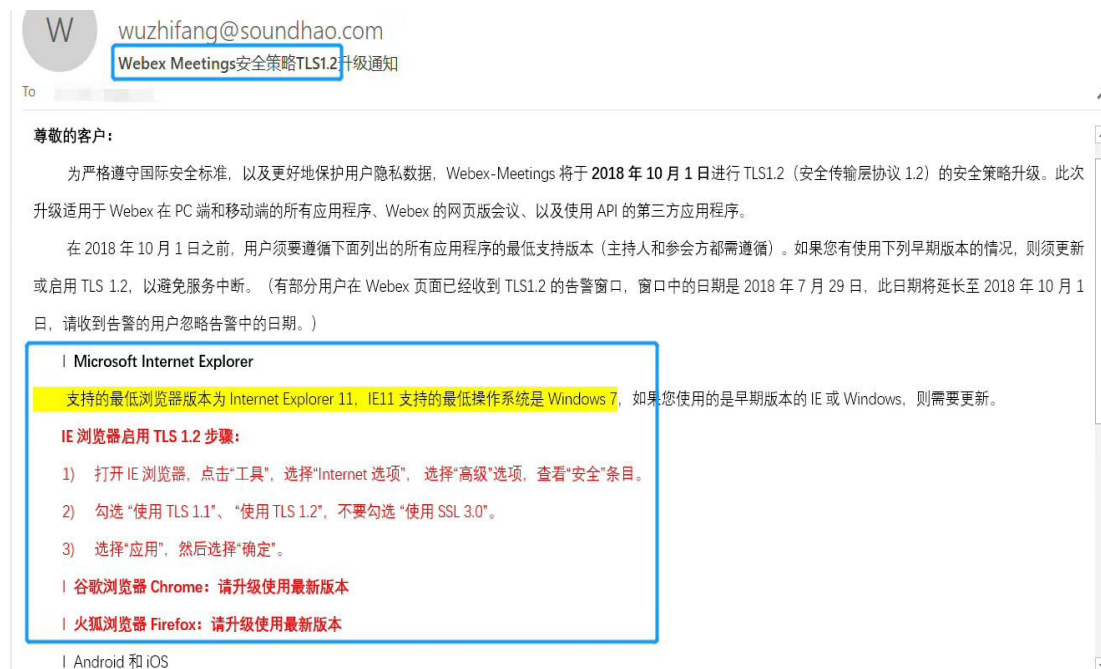 W
wuzhifang@soundhao.com
Webex Meetings安全策略TLS1.2升级通知
To
尊敬的客户：
为严格遵守国际安全标准，以及更好地保护用户隐私数据，Webex-Meetings 将于 2018 年 10 月 1 日进行 TLS1.2（安全传输层协议 1.2）的安全策略升级。此次
升级适用于 Webex 在 PC 端和移动端的所有应用程序、Webex 的网页版会议、以及使用 API 的第三方应用程序。
在 2018 年 10 月 1 日之前，用户须要遵循下面列出的所有应用程序的最低支持版本（主持人和参会方都需遵循）。如果您有使用下列早期版本的情况，则须更新
或启用 TLS 1.2，以避免服务中断。（有部分用户在 Webex 页面已经收到 TLS1.2 的告警窗口，窗口中的日期是 2018 年 7 月 29 日，此日期将延长至 2018 年 10 月 1
日，请收到告警的用户忽略告警中的日期。）
l Microsoft Internet Explorer
支持的最低浏览器版本为 Internet Explorer 11，IE11 支持的最低操作系统是 Windows 7，如果您使用的是早期版本的 IE 或 Windows，则需要更新。
IE 浏览器启用 TLS 1.2 步骤：
1) 打开 IE 浏览器，点击“工具”，选择“Internet 选项”， 选择“高级”选项，查看“安全”条目。
2) 勾选 “使用 TLS 1.1”、 “使用 TLS 1.2”，不要勾选 “使用 SSL 3.0”。
3) 选择“应用”，然后选择“确定”。
l 谷歌浏览器 Chrome：请升级使用最新版本
l 火狐浏览器 Firefox：请升级使用最新版本
l Android 和 iOS